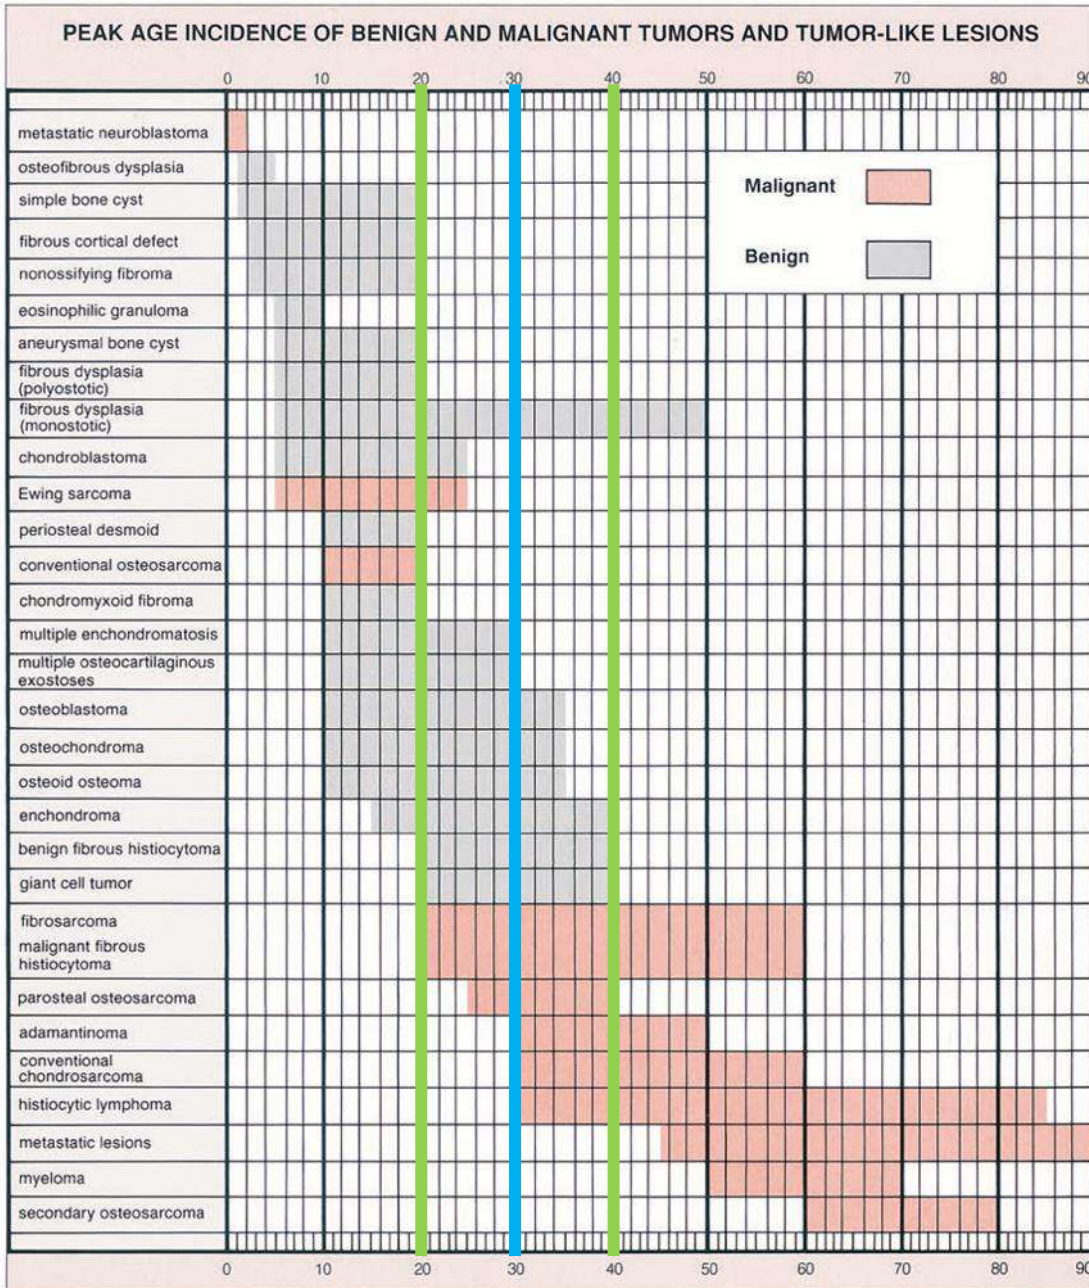 PEAK AGE INCIDENCE OF BENIGN AND MALIGNANT TUMORS AND TUMOR-LIKE LESIONS
0 10 20 30 40 50 60 70 80 90
metastatic neuroblastoma
osteofibrous dysplasia
simple bone cyst
fibrous cortical defect
nonossifying fibroma
eosinophilic granuloma
aneurysmal bone cyst
fibrous dysplasia
(polyostotic)
fibrous dysplasia
(monostotic)
chondroblastoma
Ewing sarcoma
periosteal desmoid
conventional osteosarcoma
chondromyxoid fibroma
multiple enchondromatosis
multiple osteocartilaginous
exostoses
osteoblastoma
osteochondroma
osteoid osteoma
enchondroma
benign fibrous histiocytoma
giant cell tumor
fibrosarcoma
malignant fibrous
histiocytoma
parosteal osteosarcoma
adamantinoma
conventional
chondrosarcoma
histiocytic lymphoma
metastatic lesions
myeloma
secondary osteosarcoma
Malignant
Benign
0 10 20 30 40 50 60 70 80 90